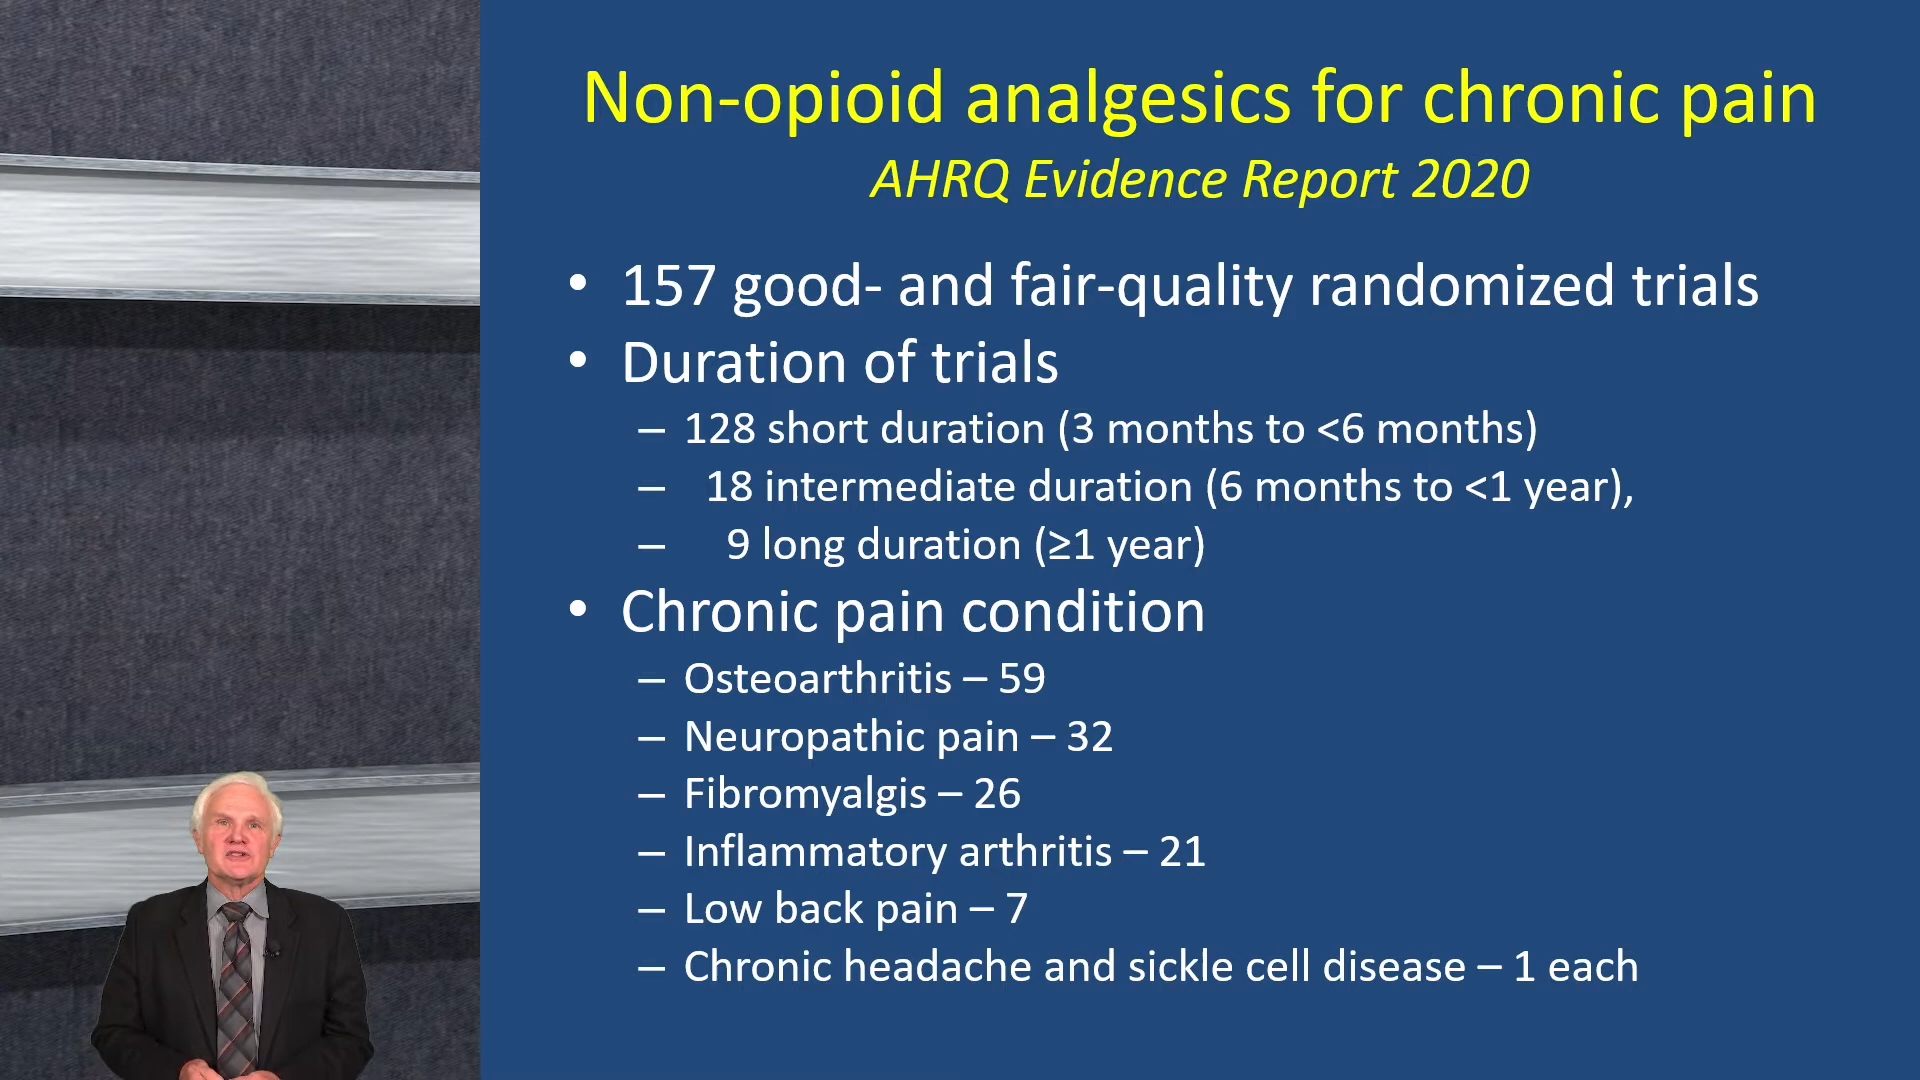 Non-opioid analgesics for chronic pain
AHRQ Evidence Report 2020
• 157 good- and fair-quality randomized trials
• Duration of trials
– 128 short duration (3 months to <6 months)
– 18 intermediate duration (6 months to <1 year),
– 9 long duration (≥1 year)
• Chronic pain condition
– Osteoarthritis – 59
– Neuropathic pain – 32
– Fibromyalgis – 26
– Inflammatory arthritis – 21
– Low back pain – 7
– Chronic headache and sickle cell disease – 1 each